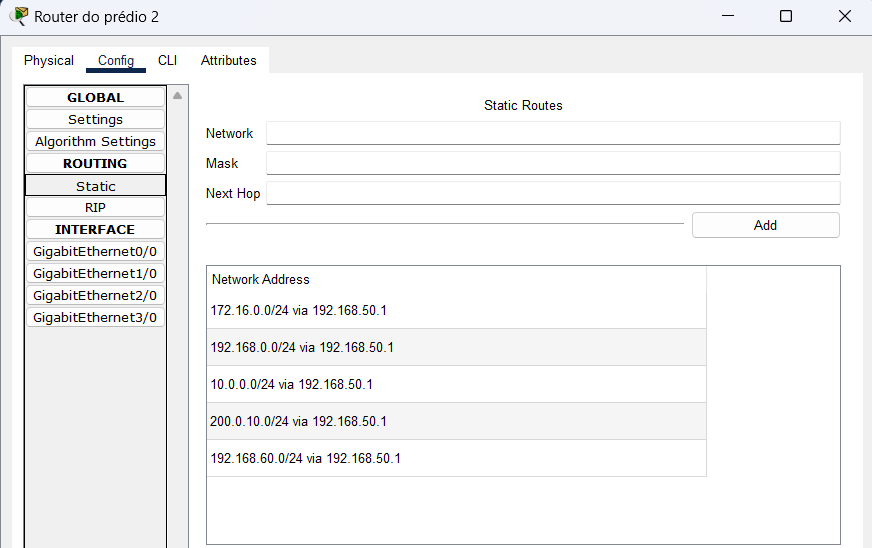 Router do prédio 2
Physical Config CLI Attributes
GLOBAL
Settings
Algorithm Settings
ROUTING
Static
RIP
INTERFACE
GigabitEthernet0/0
GigabitEthernet1/0
GigabitEthernet2/0
GigabitEthernet3/0
Static Routes
Network
Mask
Next Hop
Add
Network Address
172.16.0.0/24 via 192.168.50.1
192.168.0.0/24 via 192.168.50.1
10.0.0.0/24 via 192.168.50.1
200.0.10.0/24 via 192.168.50.1
192.168.60.0/24 via 192.168.50.1